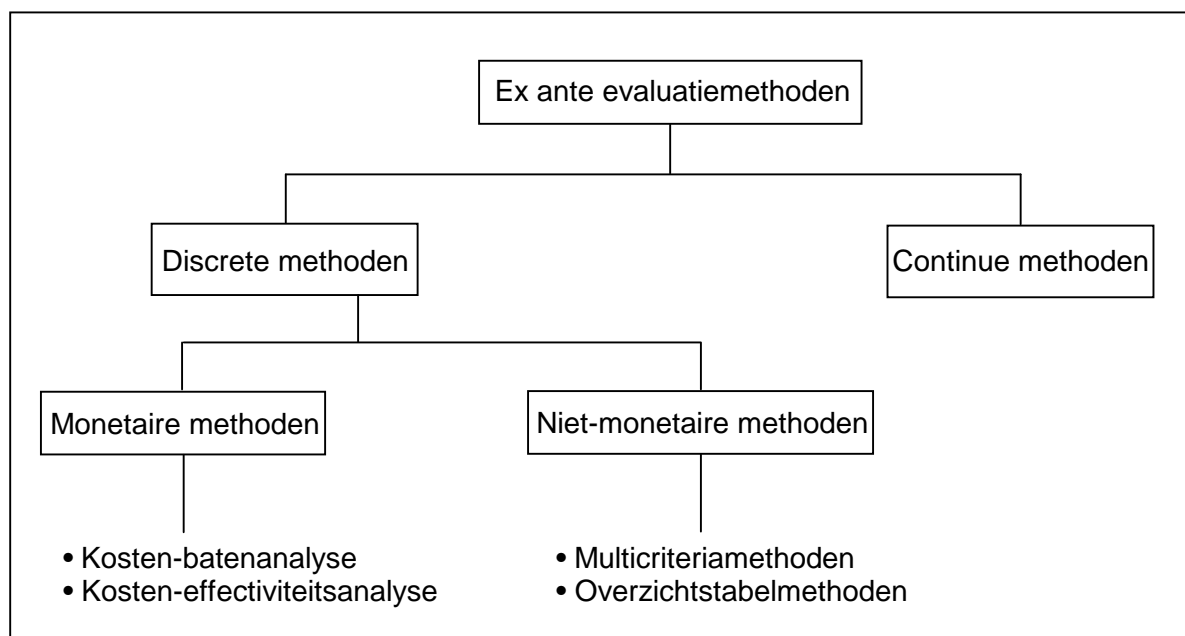 Ex ante evaluatiemethoden
Discrete methoden
Continue methoden
Monetaire methoden
Niet-monetaire methoden
• Kosten-batenanalyse
• Kosten-effectiviteitsanalyse
• Multicriteriamethoden
• Overzichtstabelmethoden